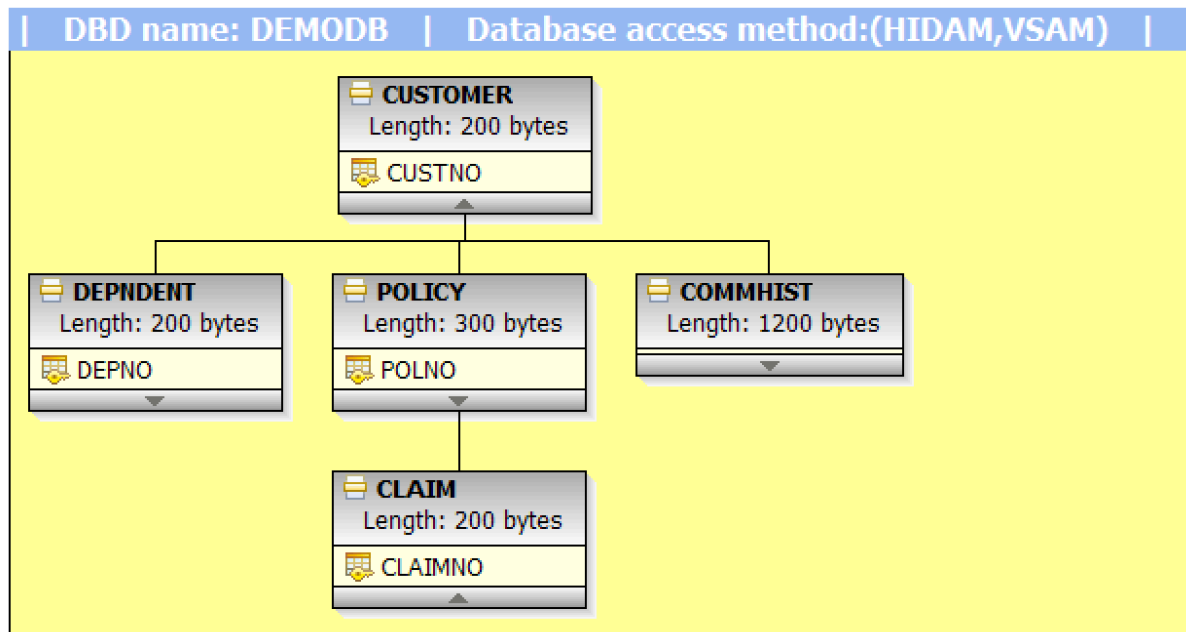 | DBD name: DEMODB | Database access method:(HIDAM,VSAM) |
CUSTOMER
Length: 200 bytes
CUSTNO
DEPNDENT
Length: 200 bytes
DEPNO
POLICY
Length: 300 bytes
POLNO
COMMHIST
Length: 1200 bytes
CLAIM
Length: 200 bytes
CLAIMNO